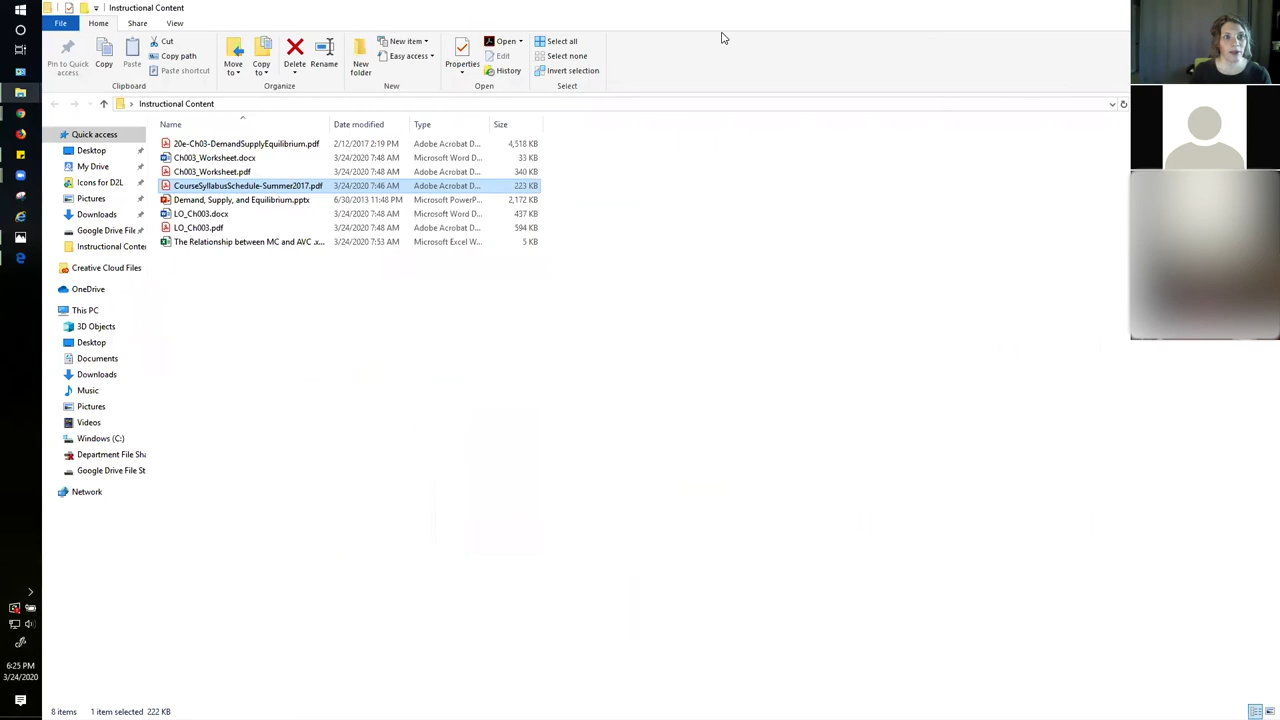 Instructional Content
File Home Share View
Pin to Quick access
Copy
Paste
Cut
Copy path
Paste shortcut
Clipboard
Move to
Copy to
Delete
Rename
Organize
New folder
New item
Easy access
New
Properties
Open
Edit
History
Open
Select all
Select none
Invert selection
Select
Instructional Content
Name Date modified Type Size
20e-Ch03-DemandSupplyEquilibrium.pdf 2/12/2017 2:19 PM Adobe Acrobat D... 4,518 KB
Ch003_Worksheet.docx 3/24/2020 7:48 AM Microsoft Word D... 33 KB
Ch003_Worksheet.pdf 3/24/2020 7:48 AM Adobe Acrobat D... 340 KB
CourseSyllabusSchedule-Summer2017.pdf 3/24/2020 7:46 AM Adobe Acrobat D... 223 KB
Demand, Supply, and Equilibrium.pptx 6/30/2013 11:48 PM Microsoft PowerP... 2,172 KB
LO_Ch003.docx 3/24/2020 7:48 AM Microsoft Word D... 437 KB
LO_Ch003.pdf 3/24/2020 7:48 AM Adobe Acrobat D... 594 KB
The Relationship between MC and AVC .x... 3/24/2020 7:53 AM Microsoft Excel W... 5 KB
Quick access
Desktop
My Drive
Icons for D2L
Pictures
Downloads
Google Drive File
Instructional Conte
Creative Cloud Files
OneDrive
This PC
3D Objects
Desktop
Documents
Downloads
Music
Pictures
Videos
Windows (C:)
Department File Sha
Google Drive File St
Network
6:25 PM
3/24/2020
8 items 1 item selected 222 KB